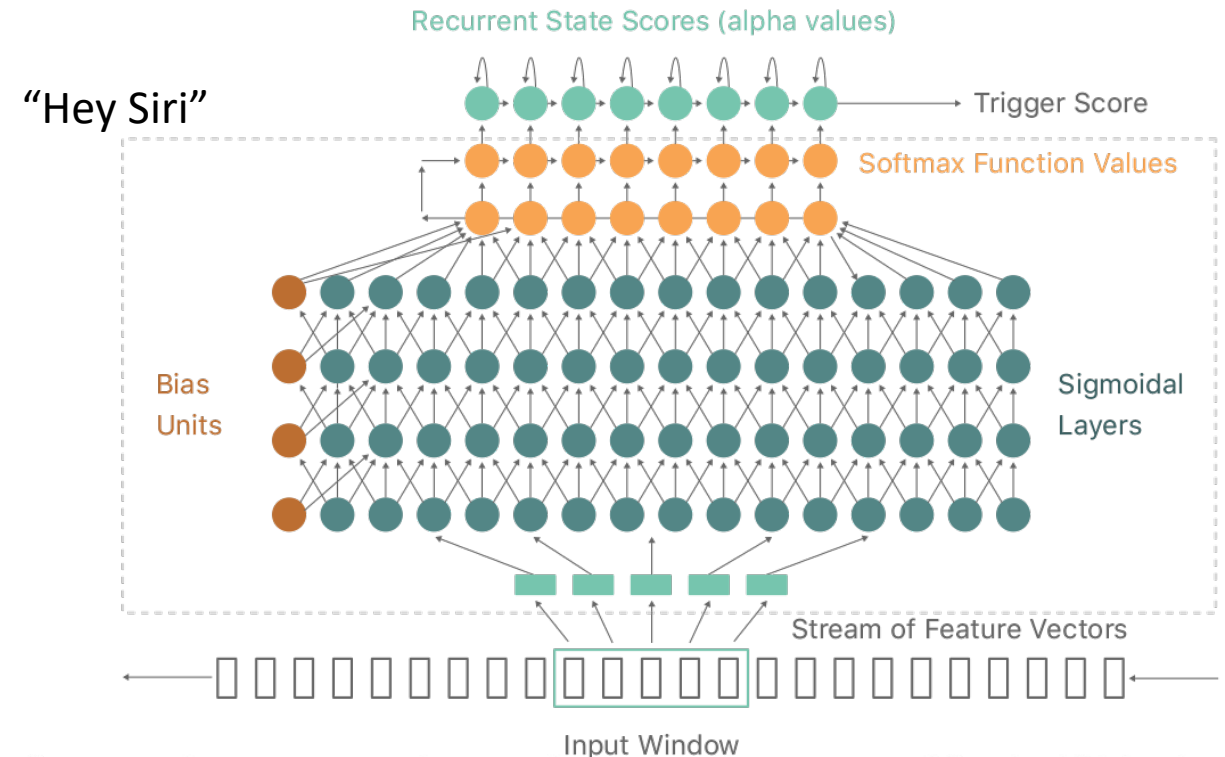 Recurrent State Scores (alpha values)
“Hey Siri”
Trigger Score
Softmax Function Values
Bias
Units
Sigmoidal
Layers
Stream of Feature Vectors
Input Window